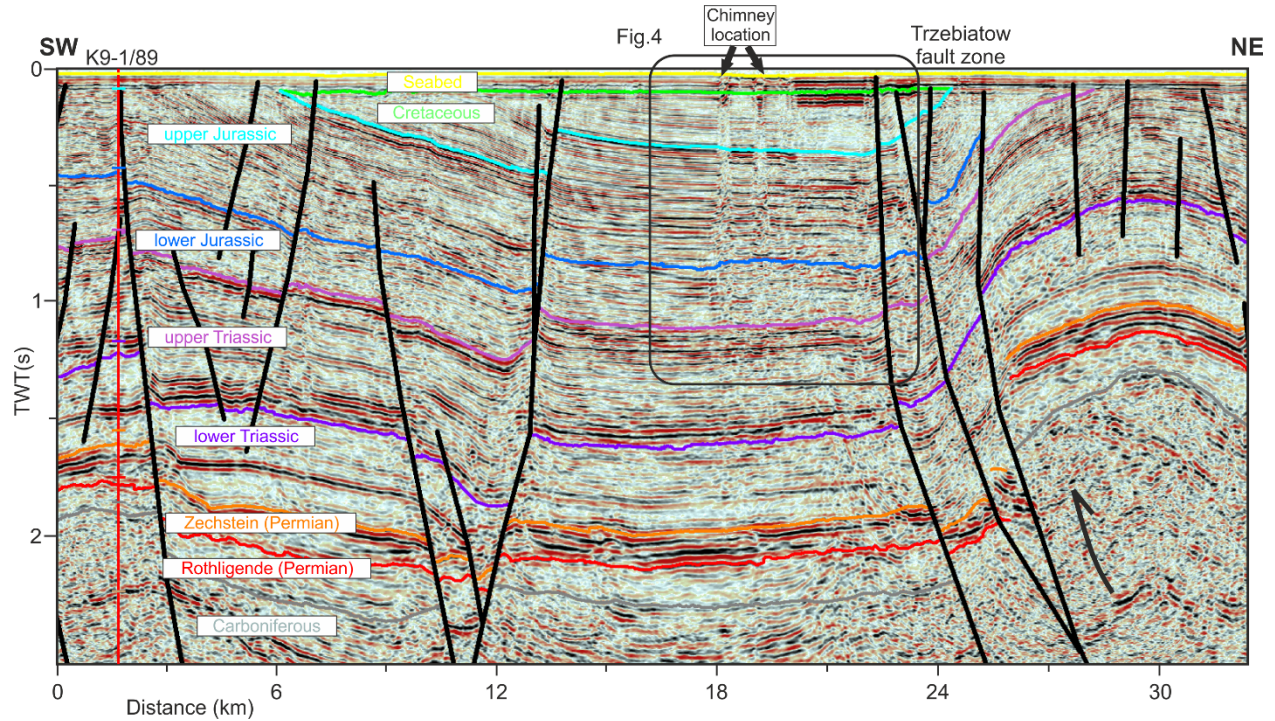 SW
K9-1/89
Fig.4
Chimney
location
Trzebiatow
fault zone
NE
0
Seabed
Cretaceous
upper Jurassic
lower Jurassic
1
upper Triassic
TWT(s)
lower Triassic
Zechstein (Permian)
2
Rothligende (Permian)
Carboniferous
0 6 12 18 24 30
Distance (km)